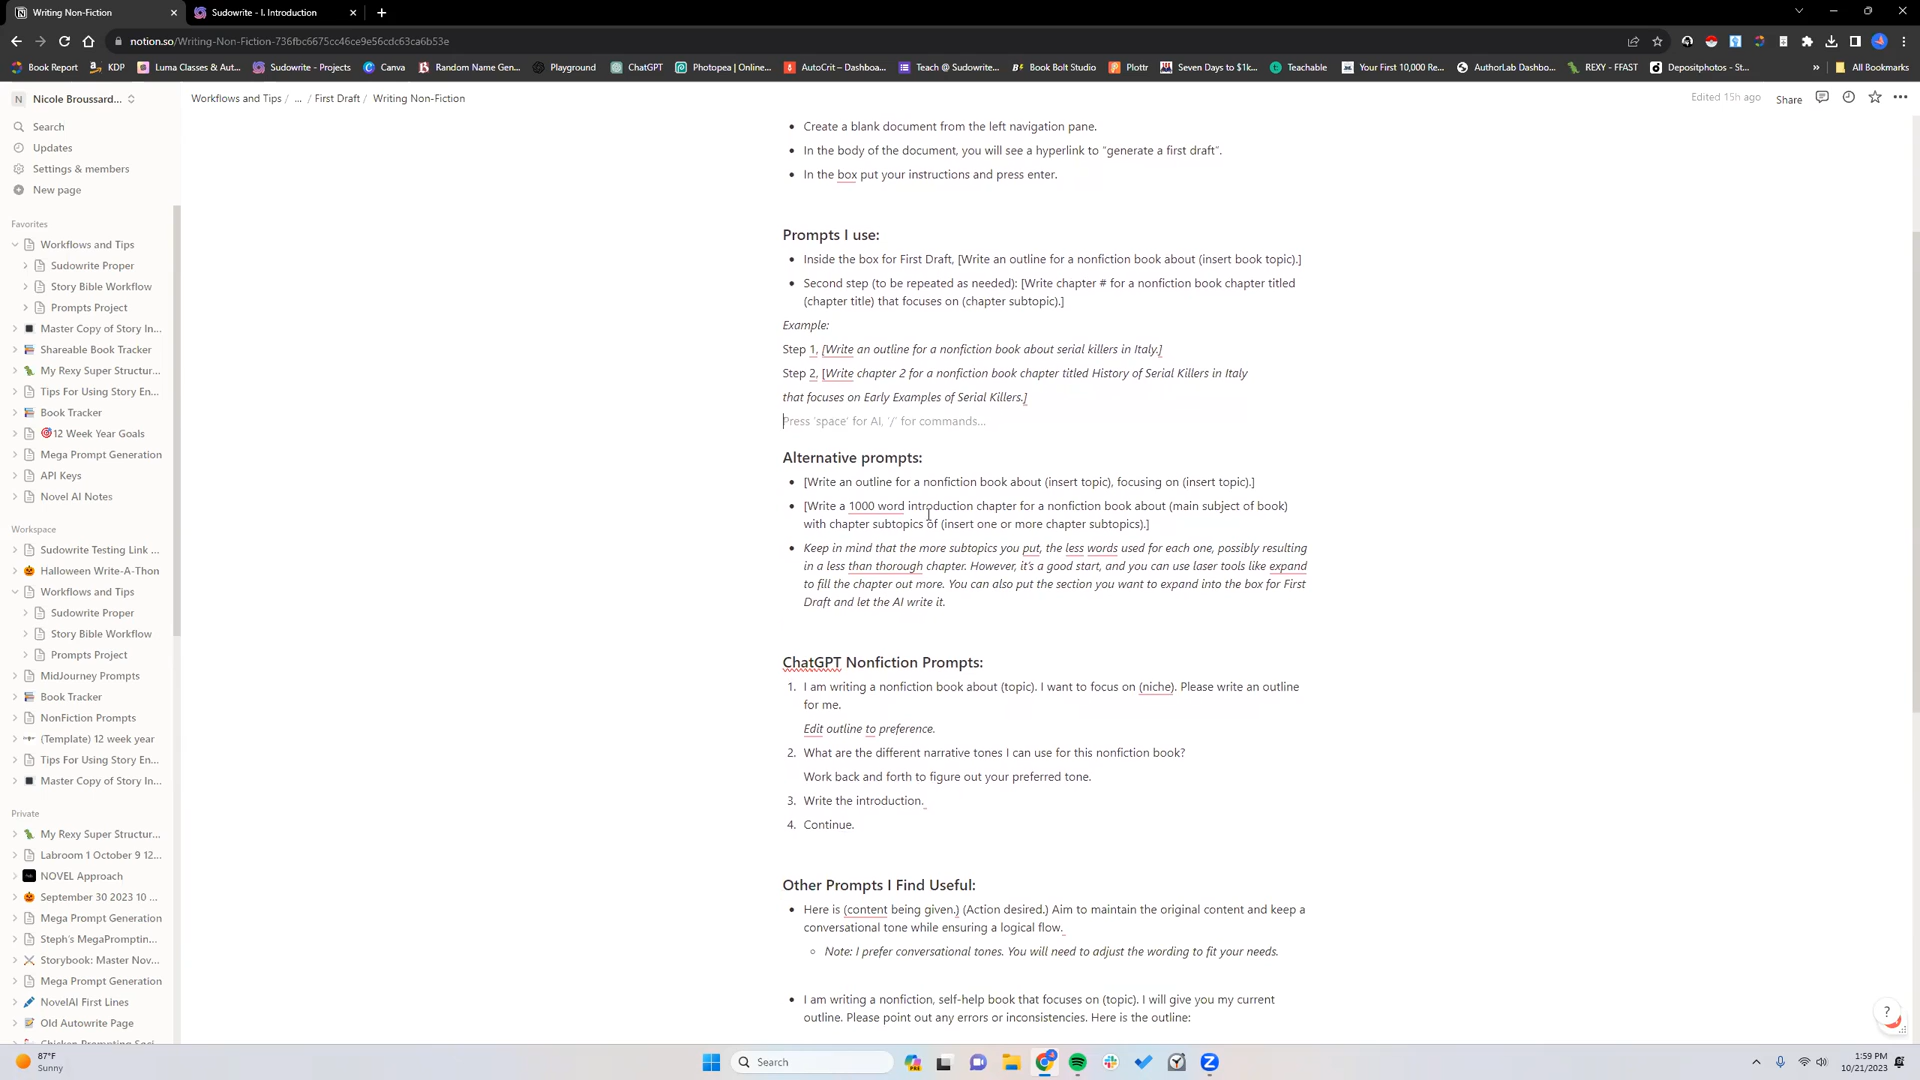 Writing Non-Fiction
Sudowrite - I. Introduction
notion.so/Writing-Non-Fiction-736fbc6675cc46ce9e56cdc63ca6b53e
Book Report
KDP
Luma Classes & Aut...
Sudowrite - Projects
Canva
Random Name Gen...
Playground
ChatGPT
Photopea | Online...
AutoCrit – Dashboa...
Teach @ Sudowrite...
Book Bolt Studio
Plottr
Seven Days to $1k...
Teachable
Your First 10,000 Re...
AuthorLab Dashbo...
REXY - FFAST
Depositphotos - St...
»
All Bookmarks
N Nicole Broussard...
Workflows and Tips / ... / First Draft / Writing Non-Fiction
Edited 15h ago
Share
Search
Updates
Settings & members
New page
Favorites
Workflows and Tips
Sudowrite Proper
Story Bible Workflow
Prompts Project
Master Copy of Story In...
Shareable Book Tracker
My Rexy Super Structur...
Tips For Using Story En...
Book Tracker
12 Week Year Goals
Mega Prompt Generation
API Keys
Novel AI Notes
Workspace
Sudowrite Testing Link ...
Halloween Write-A-Thon
Workflows and Tips
Sudowrite Proper
Story Bible Workflow
Prompts Project
MidJourney Prompts
Book Tracker
NonFiction Prompts
(Template) 12 week year
Tips For Using Story En...
Master Copy of Story In...
Private
My Rexy Super Structur...
Labroom 1 October 9 12...
NOVEL Approach
September 30 2023 10 ...
Mega Prompt Generation
Steph's MegaPromptin...
Storybook: Master Nov...
Mega Prompt Generation
NovelAI First Lines
Old Autowrite Page
• Create a blank document from the left navigation pane.
• In the body of the document, you will see a hyperlink to "generate a first draft".
• In the box put your instructions and press enter.
Prompts I use:
• Inside the box for First Draft, [Write an outline for a nonfiction book about (insert book topic).]
• Second step (to be repeated as needed): [Write chapter # for a nonfiction book chapter titled
(chapter title) that focuses on (chapter subtopic).]
Example:
Step 1, [Write an outline for a nonfiction book about serial killers in Italy.]
Step 2, [Write chapter 2 for a nonfiction book chapter titled History of Serial Killers in Italy
that focuses on Early Examples of Serial Killers.]
Press 'space' for AI, '/' for commands...
Alternative prompts:
• [Write an outline for a nonfiction book about (insert topic), focusing on (insert topic).]
• [Write a 1000 word introduction chapter for a nonfiction book about (main subject of book)
with chapter subtopics of (insert one or more chapter subtopics).]
• Keep in mind that the more subtopics you put, the less words used for each one, possibly resulting
in a less than thorough chapter. However, it's a good start, and you can use laser tools like expand
to fill the chapter out more. You can also put the section you want to expand into the box for First
Draft and let the AI write it.
ChatGPT Nonfiction Prompts:
1. I am writing a nonfiction book about (topic). I want to focus on (niche). Please write an outline
for me.
Edit outline to preference.
2. What are the different narrative tones I can use for this nonfiction book?
Work back and forth to figure out your preferred tone.
3. Write the introduction.
4. Continue.
Other Prompts I Find Useful:
• Here is (content being given.) (Action desired.) Aim to maintain the original content and keep a
conversational tone while ensuring a logical flow.
◦ Note: I prefer conversational tones. You will need to adjust the wording to fit your needs.
• I am writing a nonfiction, self-help book that focuses on (topic). I will give you my current
outline. Please point out any errors or inconsistencies. Here is the outline:
?
87°F
Sunny
Search
1:59 PM
10/21/2023